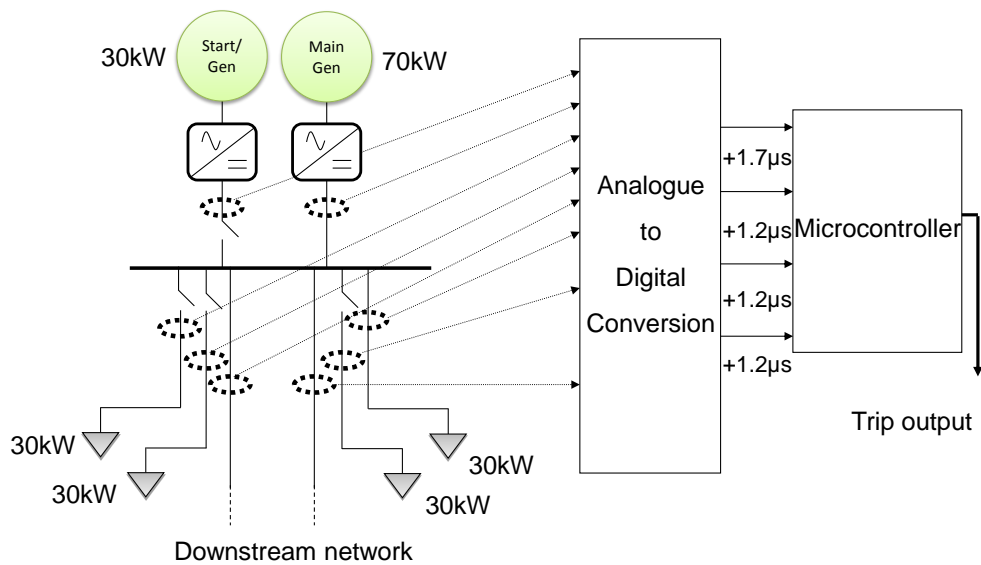 30kW
Start/
Gen
Main
Gen
70kW
Analogue
to
Digital
Conversion
+1.7µs
+1.2µs
+1.2µs
+1.2µs
Microcontroller
Trip output
30kW
30kW
30kW
30kW
Downstream network